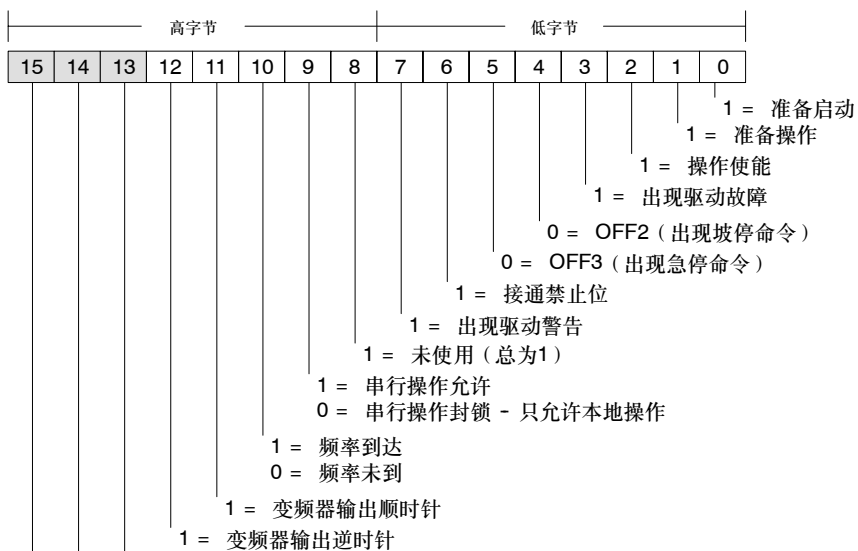 高字节 低字节
15 14 13 12 11 10 9 8 7 6 5 4 3 2 1 0
1 = 准备启动
1 = 准备操作
1 = 操作使能
1 = 出现驱动故障
0 = OFF2（出现坡停命令）
0 = OFF3（出现急停命令）
1 = 接通禁止位
1 = 出现驱动警告
1 = 未使用（总为1）
1 = 串行操作允许
0 = 串行操作封锁 - 只允许本地操作
1 = 频率到达
0 = 频率未到
1 = 变频器输出顺时针
1 = 变频器输出逆时针